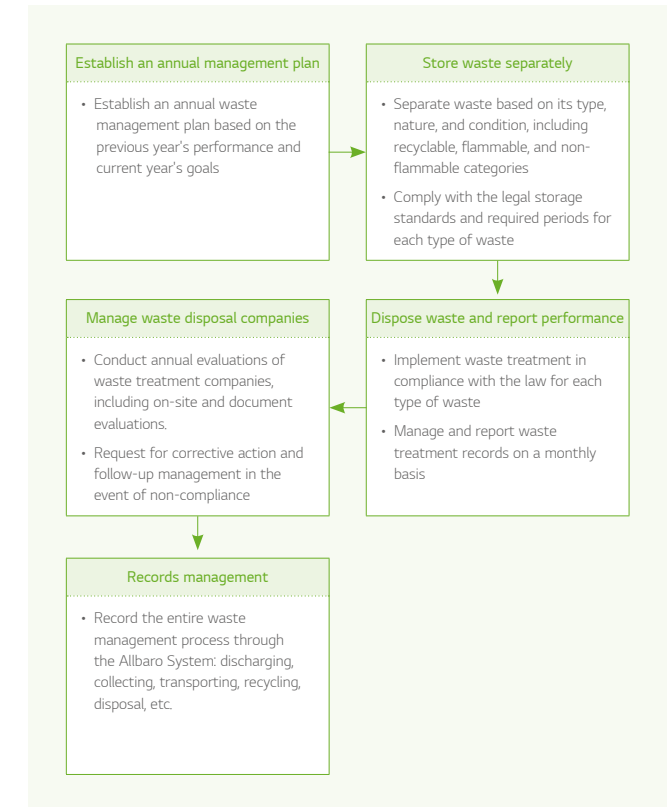 Establish an annual management plan
• Establish an annual waste
management plan based on the
previous year's performance and
current year's goals
Store waste separately
• Separate waste based on its type,
nature, and condition, including
recyclable, flammable, and non-
flammable categories
• Comply with the legal storage
standards and required periods for
each type of waste
Dispose waste and report performance
• Implement waste treatment in
compliance with the law for each
type of waste
• Manage and report waste
treatment records on a monthly
basis
Manage waste disposal companies
• Conduct annual evaluations of
waste treatment companies,
including on-site and document
evaluations.
• Request for corrective action and
follow-up management in the
event of non-compliance
Records management
• Record the entire waste
management process through
the Allbaro System: discharging,
collecting, transporting, recycling,
disposal, etc.